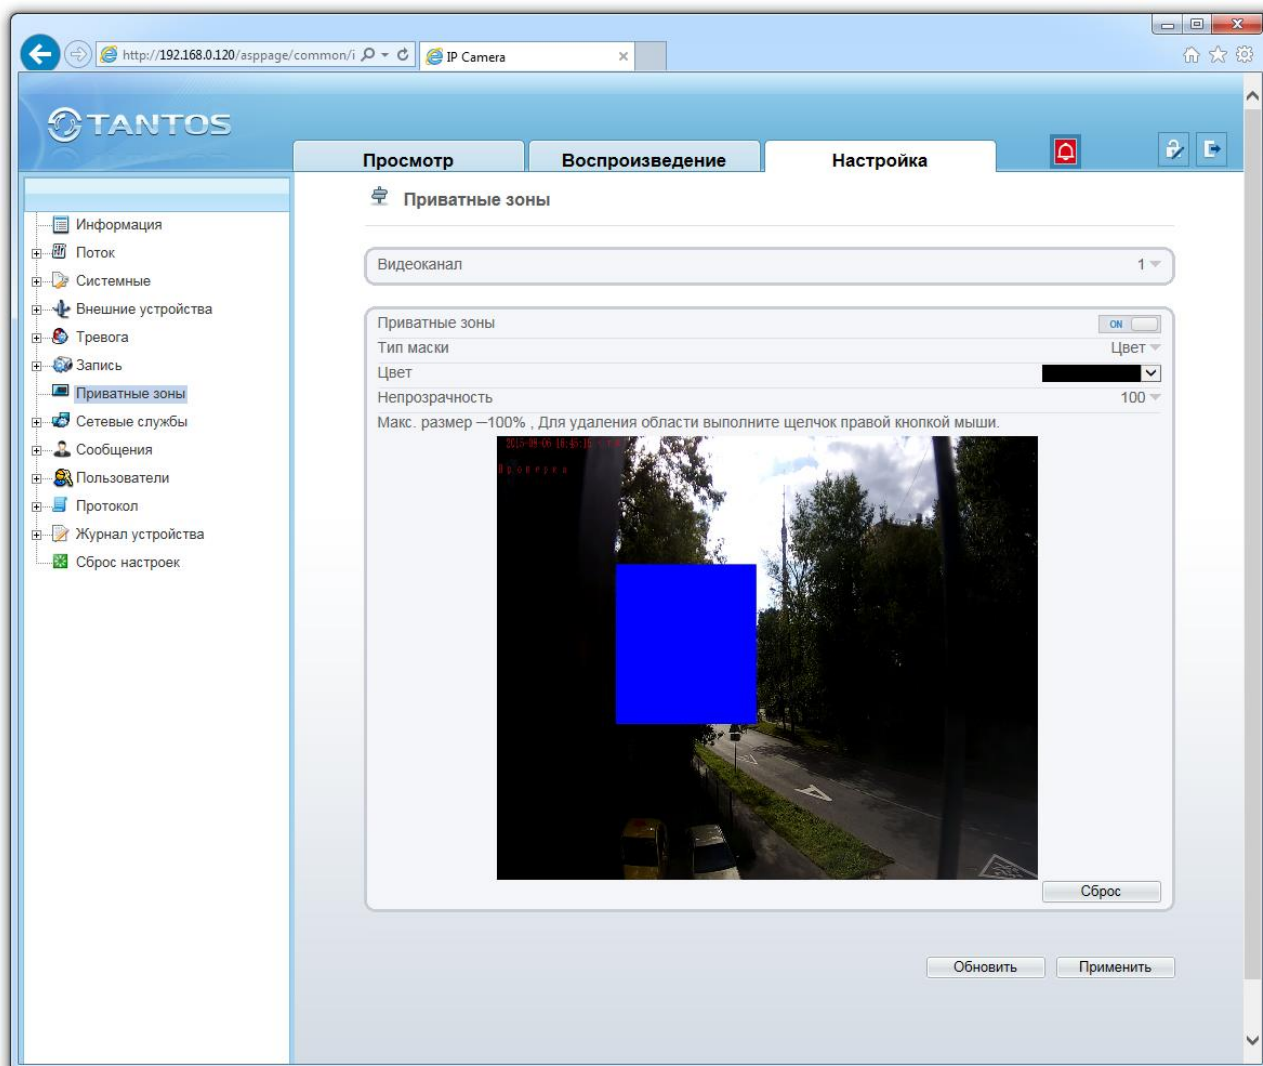 http://192.168.0.120/asppage/common/i
IP Camera
TANTOS
Просмотр
Воспроизведение
Настройка
Приватные зоны
Информация
Поток
Системные
Внешние устройства
Тревога
Запись
Приватные зоны
Сетевые службы
Сообщения
Пользователи
Протокол
Журнал устройства
Сброс настроек
Видеоканал 1
Приватные зоны ON
Тип маски Цвет
Цвет
Непрозрачность 100
Макс. размер —100% , Для удаления области выполните щелчок правой кнопкой мыши.
Проверка
Сброс
Обновить
Применить